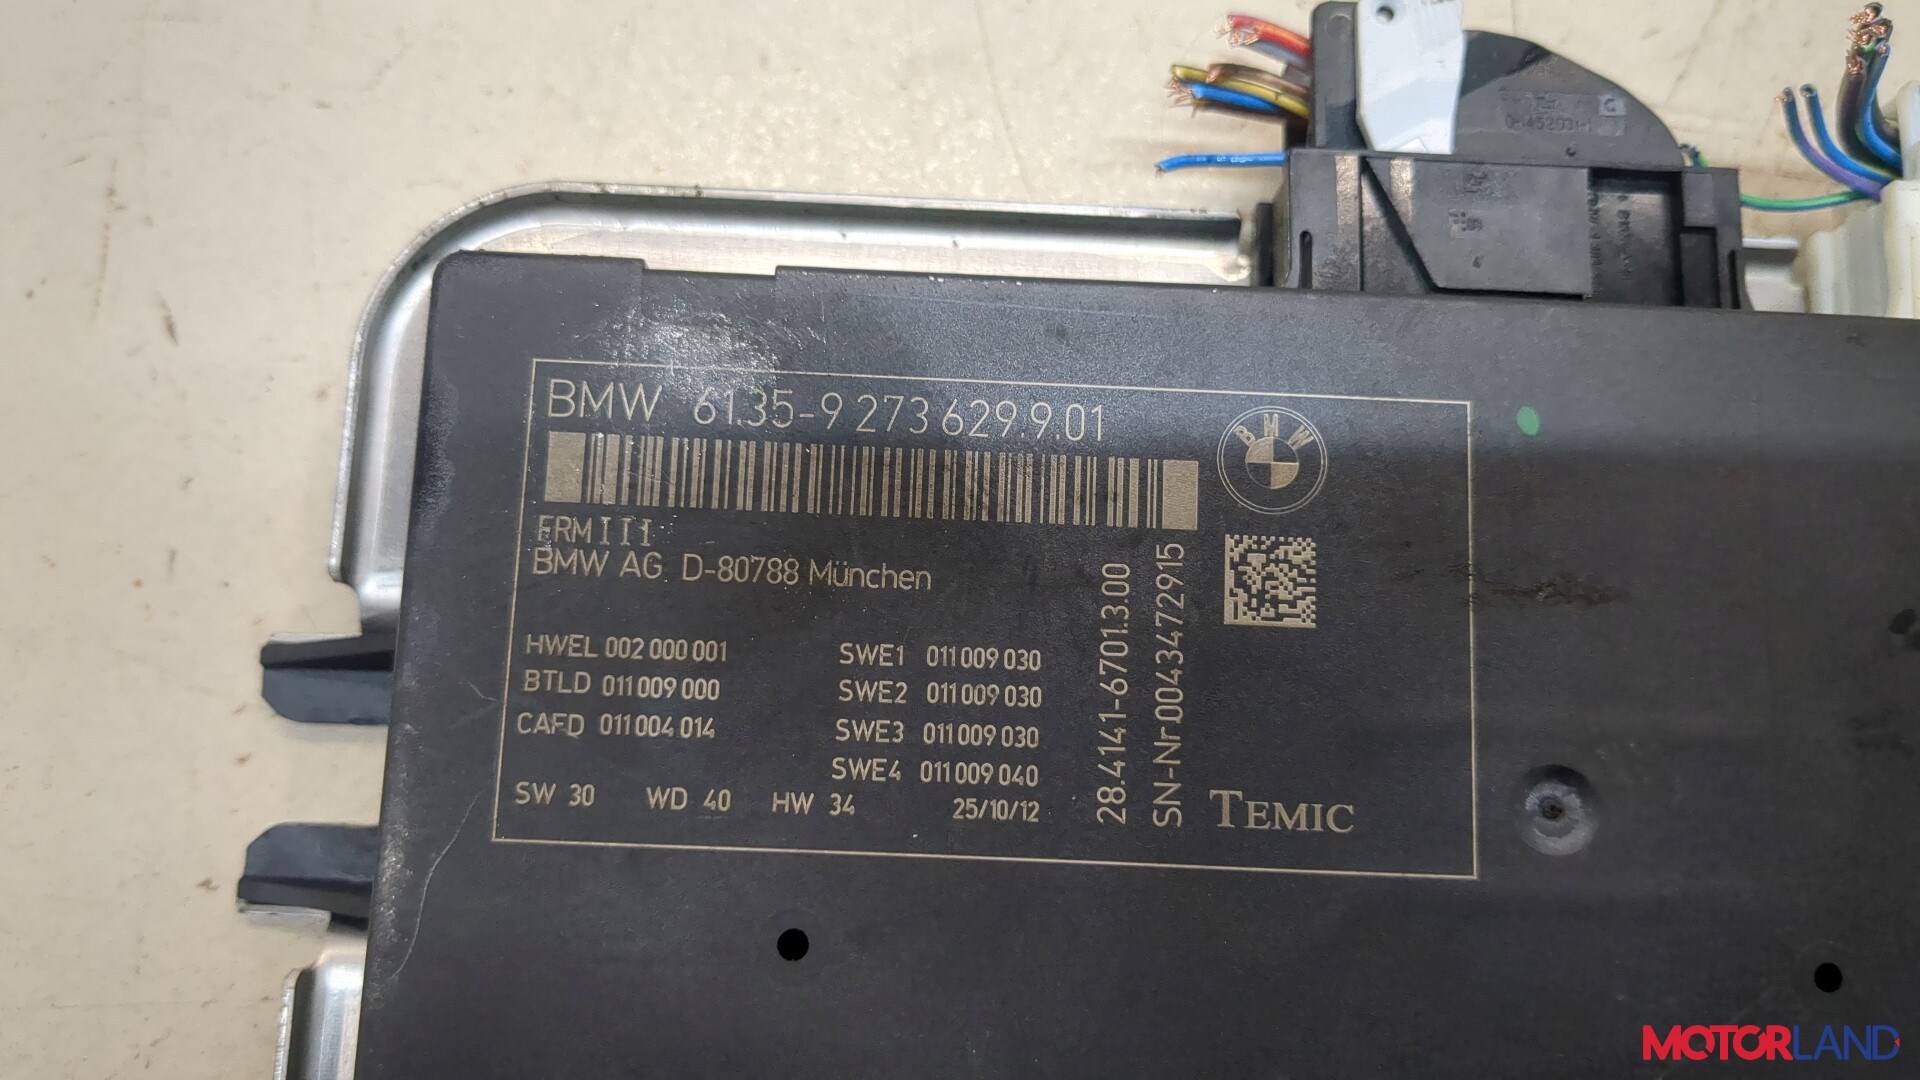 BMW 61.35-9 273 629.9.01
BMW
FRMIII
BMW AG D-80788 München
HWEL 002 000 001
BTLD 011 009 000
CAFD 011 004 014
SWE1 011 009 030
SWE2 011 009 030
SWE3 011 009 030
SWE4 011 009 040
SW 30 WD 40 HW 34 25/10/12
28.4141-6701.3.00
SN-Nr.00434 72915
TEMIC
MOTORLAND